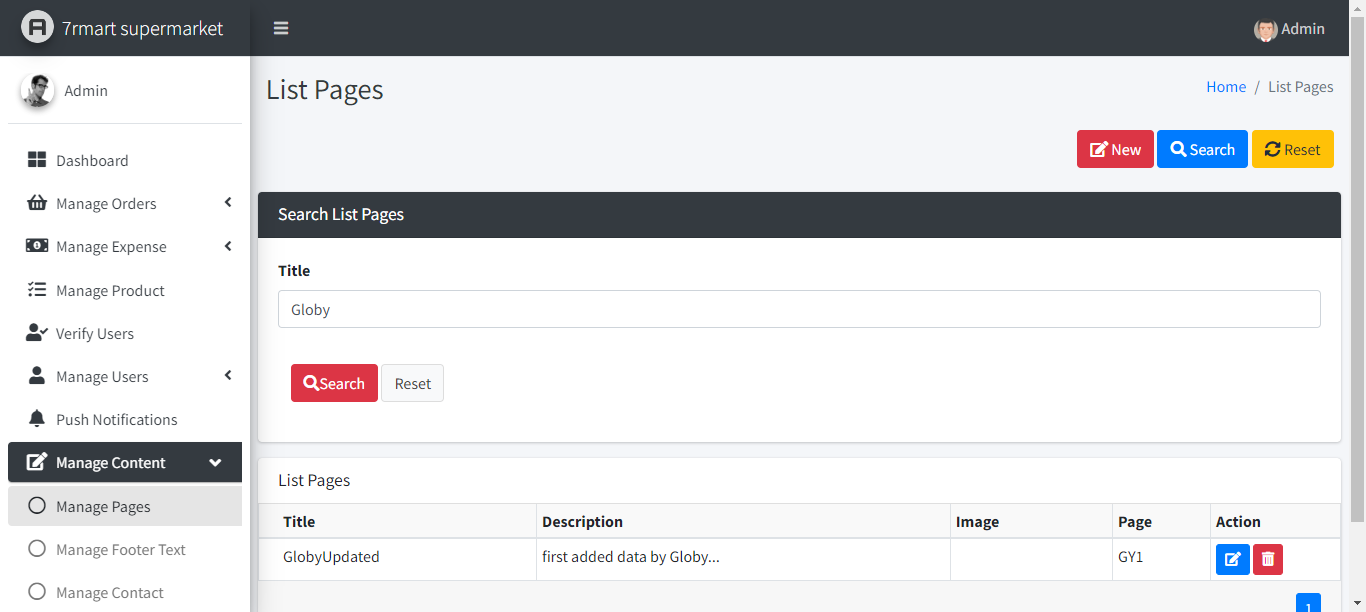 7rmart supermarket
Admin
Admin
List Pages
Home / List Pages
Dashboard
Manage Orders
Manage Expense
Manage Product
Verify Users
Manage Users
Push Notifications
Manage Content
Manage Pages
Manage Footer Text
Manage Contact
New
Search
Reset
Search List Pages
Title
Globy
Search
Reset
List Pages
Title Description Image Page Action
GlobyUpdated first added data by Globy... GY1
1